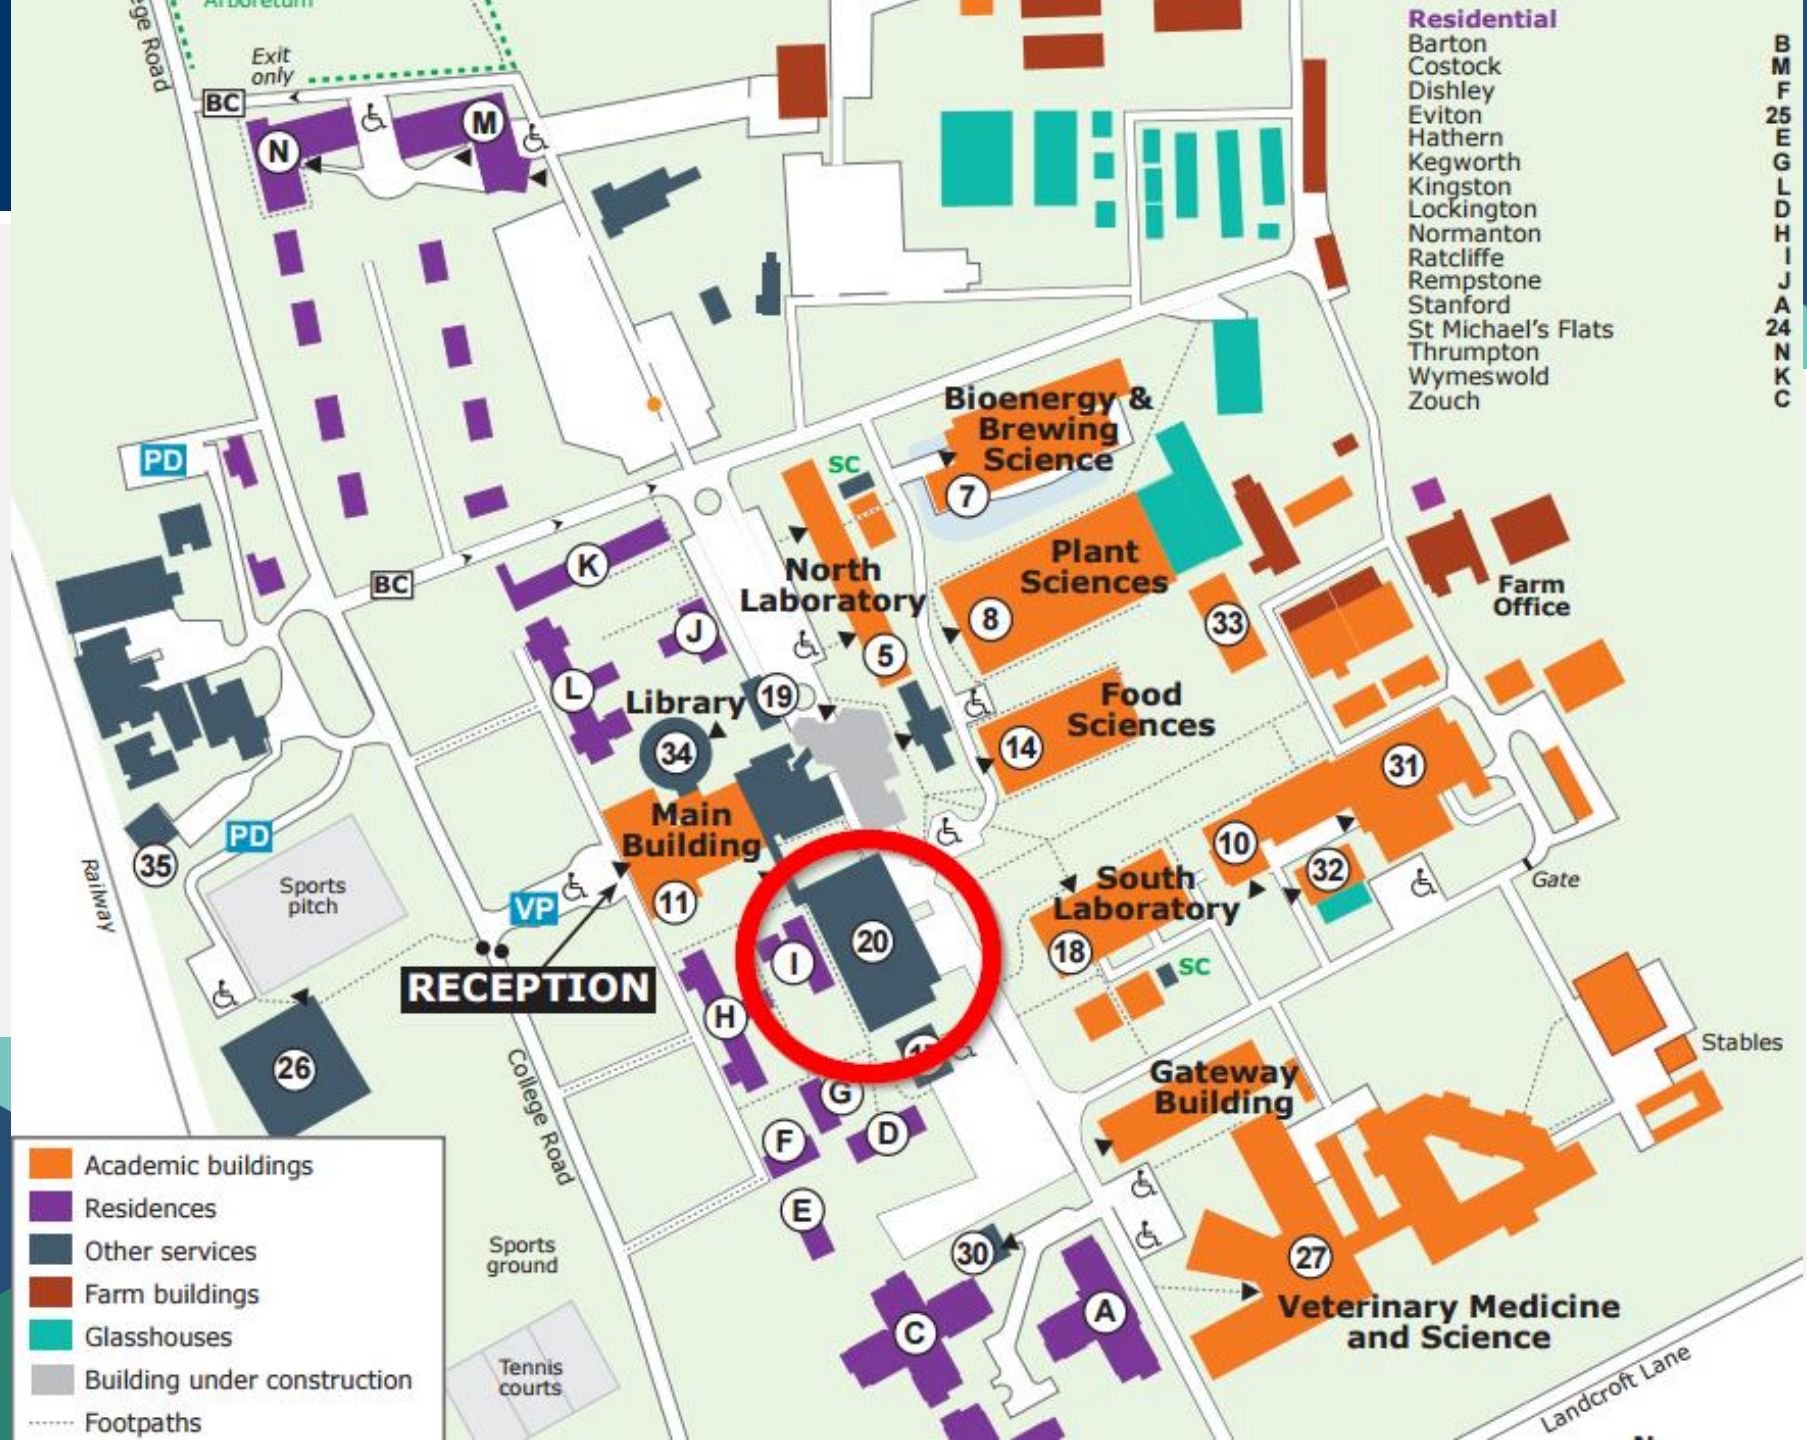 Arboretum
ege Road
Exit
only
BC
N
M
Residential
Barton B
Costock M
Dishley F
Eviton 25
Hathern E
Kegworth G
Kingston L
Lockington D
Normanton H
Ratcliffe I
Rempstone J
Stanford A
St Michael's Flats 24
Thrumpton N
Wymeswold K
Zouch C
PD
BC
K
J
L
SC
Bioenergy &
Brewing
Science
7
North
Laboratory
5
Plant
Sciences
8
33
Farm
Office
Library
19
34
Food
Sciences
14
31
Main
Building
11
10
32
South
Laboratory
18
SC
Gate
35
PD
Railway
Sports
pitch
VP
RECEPTION
20
I
H
26
College Road
G
F
D
E
Gateway
Building
Stables
30
C
A
27
Veterinary Medicine
and Science
Landcroft Lane
Sports
ground
Tennis
courts
Academic buildings
Residences
Other services
Farm buildings
Glasshouses
Building under construction
Footpaths